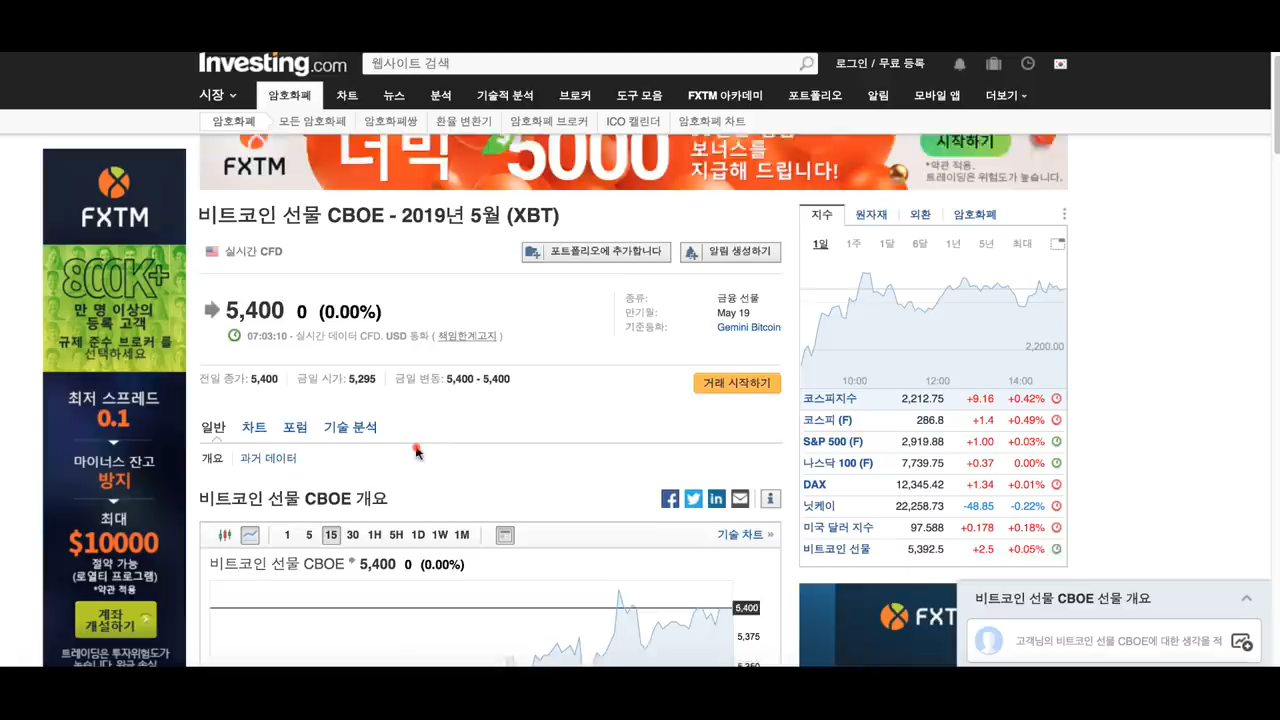 Investing.com
웹사이트 검색
로그인 / 무료 등록
시장 암호화폐 차트 뉴스 분석 기술적 분석 브로커 도구 모음 FXTM 아카데미 포트폴리오 알림 모바일 앱 더보기
암호화폐 모든 암호화폐 암호화폐쌍 환율 변환기 암호화폐 브로커 ICO 캘린더 암호화폐 차트
FXTM
더빅 5000
보너스를
지급해 드립니다!
시작하기
*약관 적용.
트레이딩은 위험도가 높습니다.
FXTM
800K+
만 명 이상의
등록 고객
규제 준수 브로커 를
선택하세요
최저 스프레드
0.1
마이너스 잔고
방지
최대
$10000
절약 가능
(로열티 프로그램)
*약관 적용
계좌
개설하기
트레이딩은 투자위험도가
비트코인 선물 CBOE - 2019년 5월 (XBT)
실시간 CFD
포트폴리오에 추가합니다
알림 생성하기
5,400 0 (0.00%)
07:03:10 - 실시간 데이터 CFD. USD 통화 ( 책임한계고지 )
종류: 금융 선물
만기월: May 19
기준등화: Gemini Bitcoin
전일 종가: 5,400 금일 시가: 5,295 금일 변동: 5,400 - 5,400
거래 시작하기
일반 차트 포럼 기술 분석
개요 과거 데이터
비트코인 선물 CBOE 개요
1 5 15 30 1H 5H 1D 1W 1M
기술 차트 »
비트코인 선물 CBOE 5,400 0 (0.00%)
5,400
5,375
5,350
지수 원자재 외환 암호화폐
1일 1주 1달 6달 1년 5년 최대
2,200.00
10:00 12:00 14:00
코스피지수 2,212.75 +9.16 +0.42%
코스피 (F) 286.8 +1.4 +0.49%
S&P 500 (F) 2,919.88 +1.00 +0.03%
나스닥 100 (F) 7,739.75 +0.37 0.00%
DAX 12,345.42 +1.34 +0.01%
닛케이 22,258.73 -48.85 -0.22%
미국 달러 지수 97.588 +0.178 +0.18%
비트코인 선물 5,392.5 +2.5 +0.05%
FXT
비트코인 선물 CBOE 선물 개요
고객님의 비트코인 선물 CBOE에 대한 생각을 적